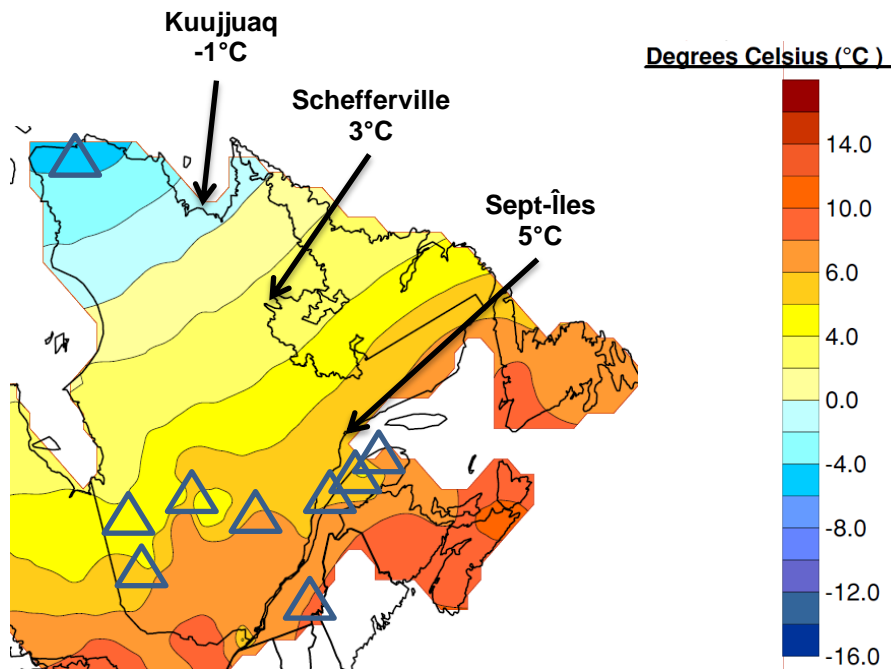 Kuujjuaq
-1°C
Schefferville
3°C
Sept-Îles
5°C
Degrees Celsius (°C )
14.0
10.0
6.0
4.0
0.0
-4.0
-8.0
-12.0
-16.0